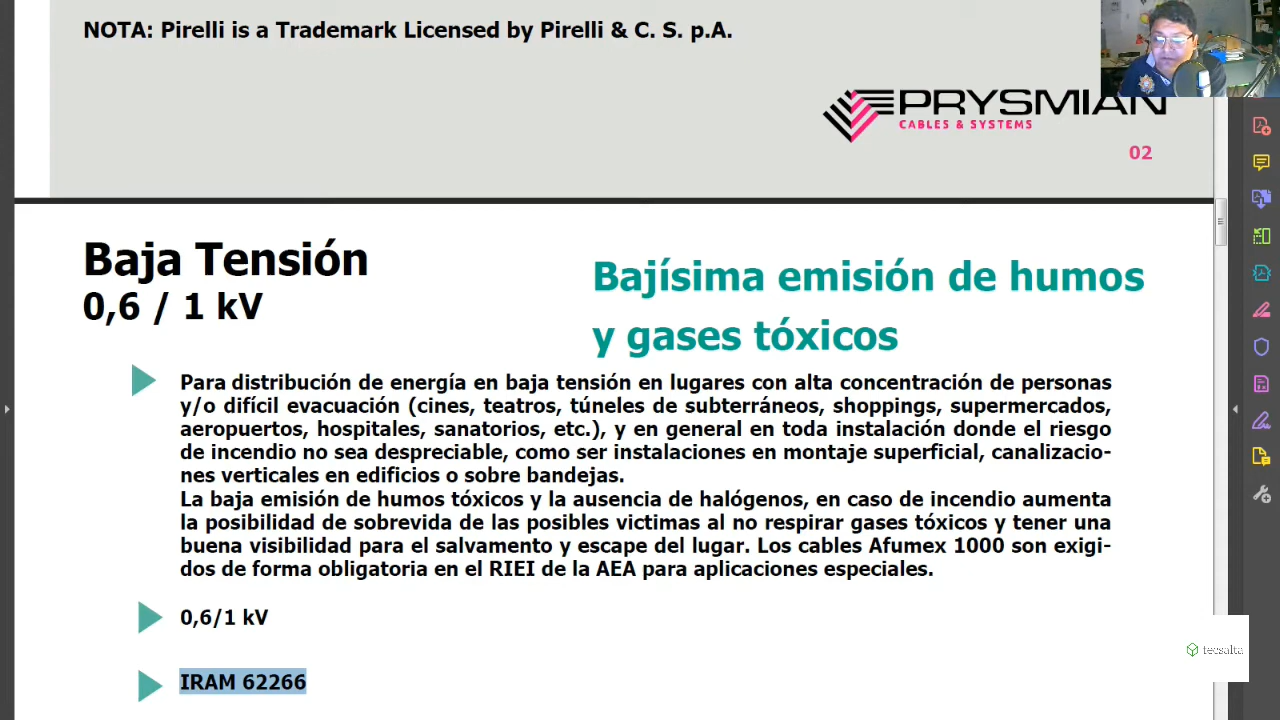 NOTA: Pirelli is a Trademark Licensed by Pirelli & C. S. p.A.
PRYSMIAN
CABLES & SYSTEMS
02
Baja Tensión
0,6 / 1 kV
Bajísima emisión de humos
y gases tóxicos
Para distribución de energía en baja tensión en lugares con alta concentración de personas
y/o difícil evacuación (cines, teatros, túneles de subterráneos, shoppings, supermercados,
aeropuertos, hospitales, sanatorios, etc.), y en general en toda instalación donde el riesgo
de incendio no sea despreciable, como ser instalaciones en montaje superficial, canalizacio-
nes verticales en edificios o sobre bandejas.
La baja emisión de humos tóxicos y la ausencia de halógenos, en caso de incendio aumenta
la posibilidad de sobrevida de las posibles victimas al no respirar gases tóxicos y tener una
buena visibilidad para el salvamento y escape del lugar. Los cables Afumex 1000 son exigi-
dos de forma obligatoria en el RIEI de la AEA para aplicaciones especiales.
0,6/1 kV
tecsalta
IRAM 62266